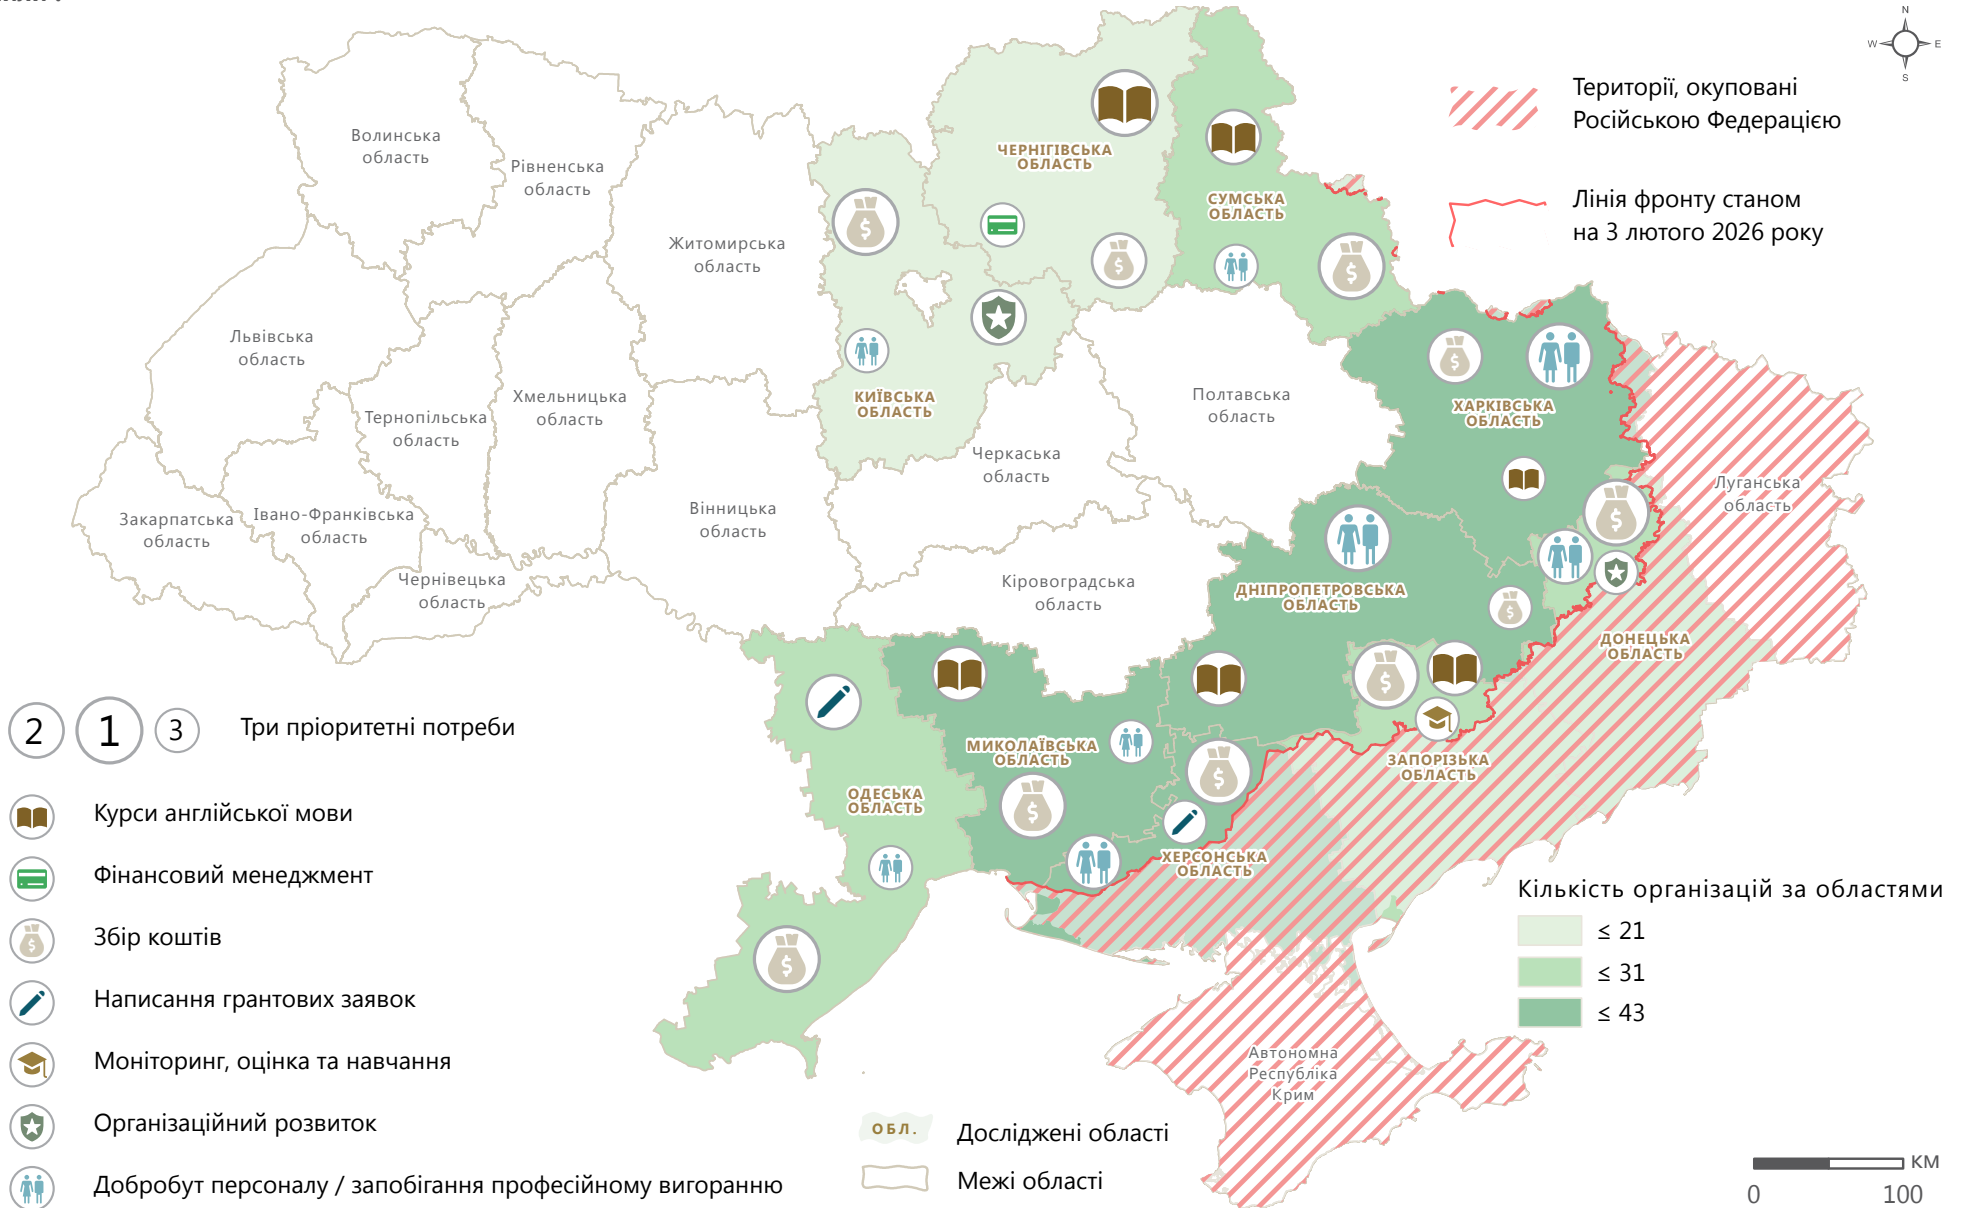 N
W
E
S
Території, окуповані
Російською Федерацією
Лінія фронту станом
на 3 лютого 2026 року
Волинська
область
Рівненська
область
Житомирська
область
ЧЕРНІГІВСЬКА
ОБЛАСТЬ
СУМСЬКА
ОБЛАСТЬ
Львівська
область
Тернопільська
область
Хмельницька
область
КИЇВСЬКА
ОБЛАСТЬ
Полтавська
область
ХАРКІВСЬКА
ОБЛАСТЬ
Черкаська
область
Луганська
область
Закарпатська
область
Івано-Франківська
область
Вінницька
область
Чернівецька
область
Кіровоградська
область
ДНІПРОПЕТРОВСЬКА
ОБЛАСТЬ
ДОНЕЦЬКА
ОБЛАСТЬ
МИКОЛАЇВСЬКА
ОБЛАСТЬ
ЗАПОРІЗЬКА
ОБЛАСТЬ
ОДЕСЬКА
ОБЛАСТЬ
ХЕРСОНСЬКА
ОБЛАСТЬ
Автономна
Республіка
Крим
2 1 3 Три пріоритетні потреби
Курси англійської мови
Фінансовий менеджмент
Збір коштів
Написання грантових заявок
Моніторинг, оцінка та навчання
Організаційний розвиток
Добробут персоналу / запобігання професійному вигоранню
ОБЛ. Досліджені області
Межі області
Кількість організацій за областями
≤ 21
≤ 31
≤ 43
КМ
0 100